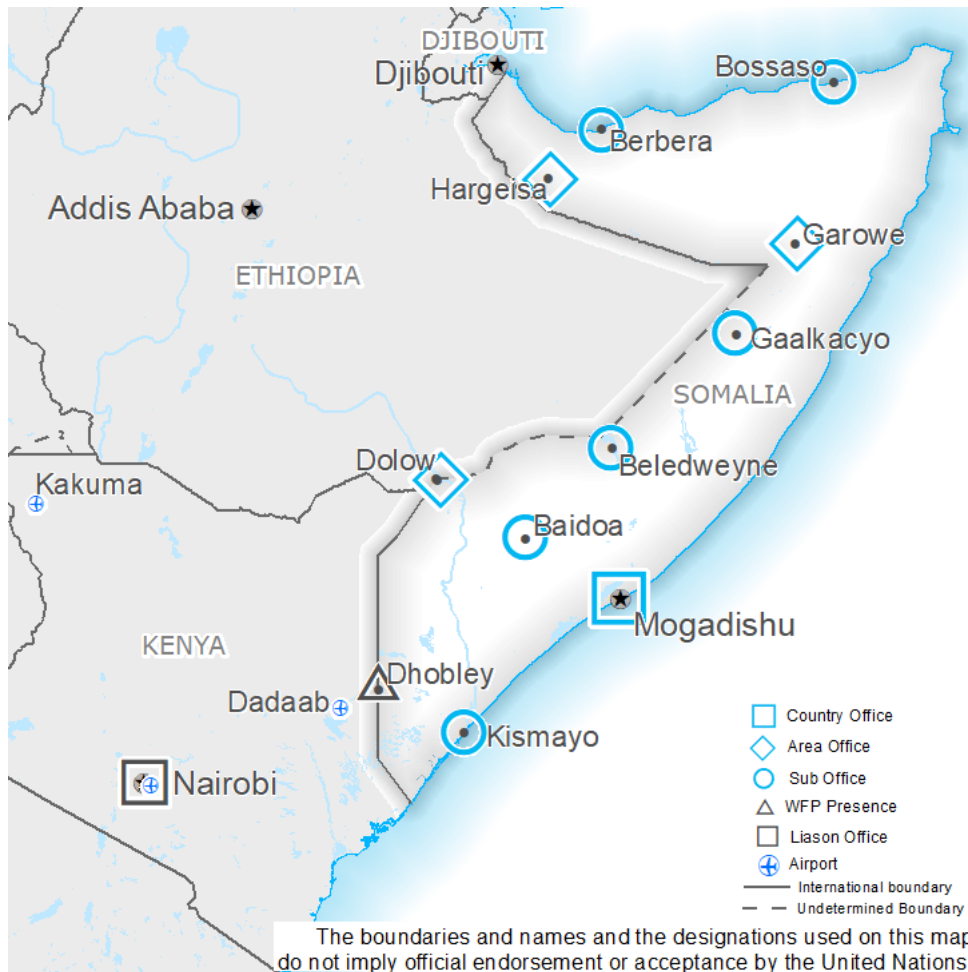 DJIBOUTI
Djibouti
Bossaso
Berbera
Hargeisa
Addis Ababa
Garowe
ETHIOPIA
Gaalkacyo
SOMALIA
Dolow
Beledweyne
Kakuma
Baidoa
Mogadishu
KENYA
Dhobley
Dadaab
Kismayo
Nairobi
Country Office
Area Office
Sub Office
WFP Presence
Liason Office
Airport
International boundary
Undetermined Boundary
The boundaries and names and the designations used on this map
do not imply official endorsement or acceptance by the United Nations